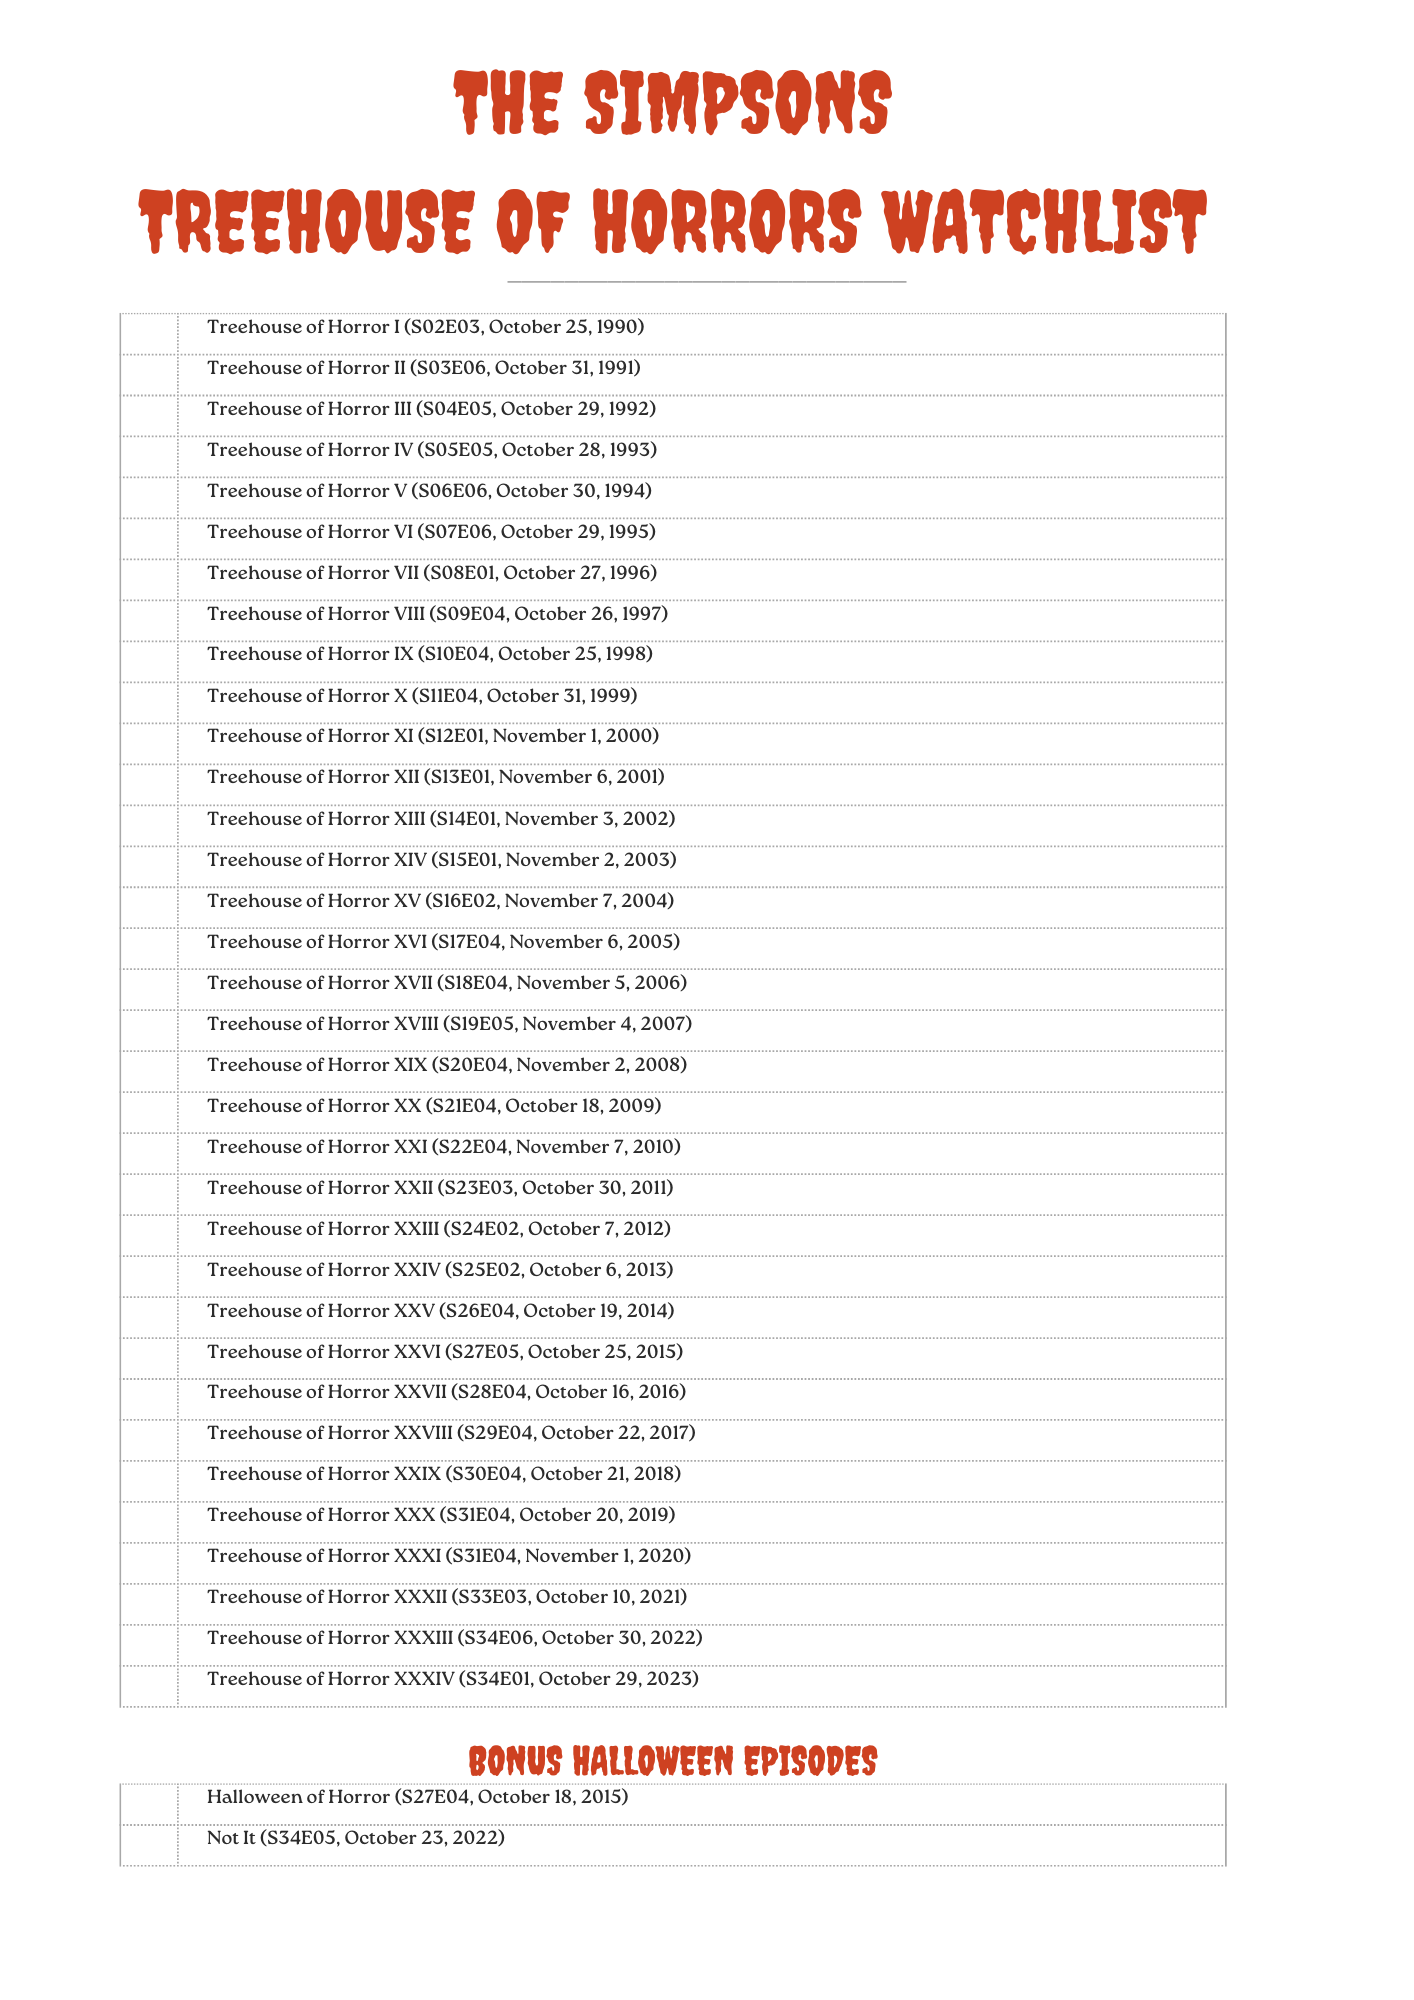 THE SIMPSONS
TREEHOUSE OF HORRORS WATCHLIST
Treehouse of Horror I (S02E03, October 25, 1990)
Treehouse of Horror II (S03E06, October 31, 1991)
Treehouse of Horror III (S04E05, October 29, 1992)
Treehouse of Horror IV (S05E05, October 28, 1993)
Treehouse of Horror V (S06E06, October 30, 1994)
Treehouse of Horror VI (S07E06, October 29, 1995)
Treehouse of Horror VII (S08E01, October 27, 1996)
Treehouse of Horror VIII (S09E04, October 26, 1997)
Treehouse of Horror IX (S10E04, October 25, 1998)
Treehouse of Horror X (S11E04, October 31, 1999)
Treehouse of Horror XI (S12E01, November 1, 2000)
Treehouse of Horror XII (S13E01, November 6, 2001)
Treehouse of Horror XIII (S14E01, November 3, 2002)
Treehouse of Horror XIV (S15E01, November 2, 2003)
Treehouse of Horror XV (S16E02, November 7, 2004)
Treehouse of Horror XVI (S17E04, November 6, 2005)
Treehouse of Horror XVII (S18E04, November 5, 2006)
Treehouse of Horror XVIII (S19E05, November 4, 2007)
Treehouse of Horror XIX (S20E04, November 2, 2008)
Treehouse of Horror XX (S21E04, October 18, 2009)
Treehouse of Horror XXI (S22E04, November 7, 2010)
Treehouse of Horror XXII (S23E03, October 30, 2011)
Treehouse of Horror XXIII (S24E02, October 7, 2012)
Treehouse of Horror XXIV (S25E02, October 6, 2013)
Treehouse of Horror XXV (S26E04, October 19, 2014)
Treehouse of Horror XXVI (S27E05, October 25, 2015)
Treehouse of Horror XXVII (S28E04, October 16, 2016)
Treehouse of Horror XXVIII (S29E04, October 22, 2017)
Treehouse of Horror XXIX (S30E04, October 21, 2018)
Treehouse of Horror XXX (S31E04, October 20, 2019)
Treehouse of Horror XXXI (S31E04, November 1, 2020)
Treehouse of Horror XXXII (S33E03, October 10, 2021)
Treehouse of Horror XXXIII (S34E06, October 30, 2022)
Treehouse of Horror XXXIV (S34E01, October 29, 2023)
BONUS HALLOWEEN EPISODES
Halloween of Horror (S27E04, October 18, 2015)
Not It (S34E05, October 23, 2022)